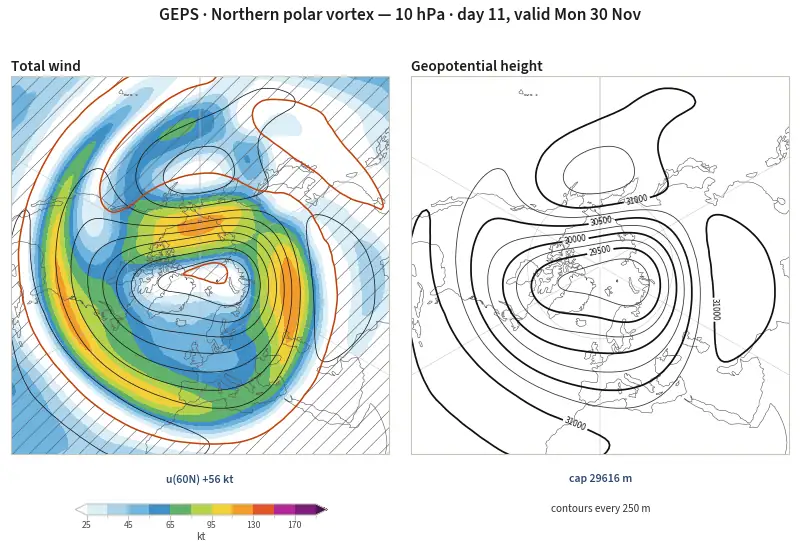 GEPS · Northern polar vortex — 10 hPa · day 11, valid Mon 30 Nov
Total wind
Geopotential height
31000
30500
30000
29500
31000
31000
u(60N) +56 kt
cap 29616 m
contours every 250 m
25 45 65 95 130 170
kt